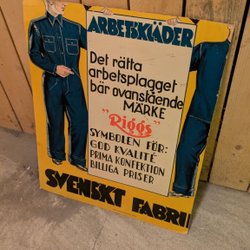 ARBETSKLÄDER
Det rätta
arbetsplagget
bär ovanstående
MÄRKE
"Riggs"
SYMBOLEN FÖR:
GOD KVALITÉ
PRIMA KONFEKTION
BILLIGA PRISER
SVENSKT FABRI